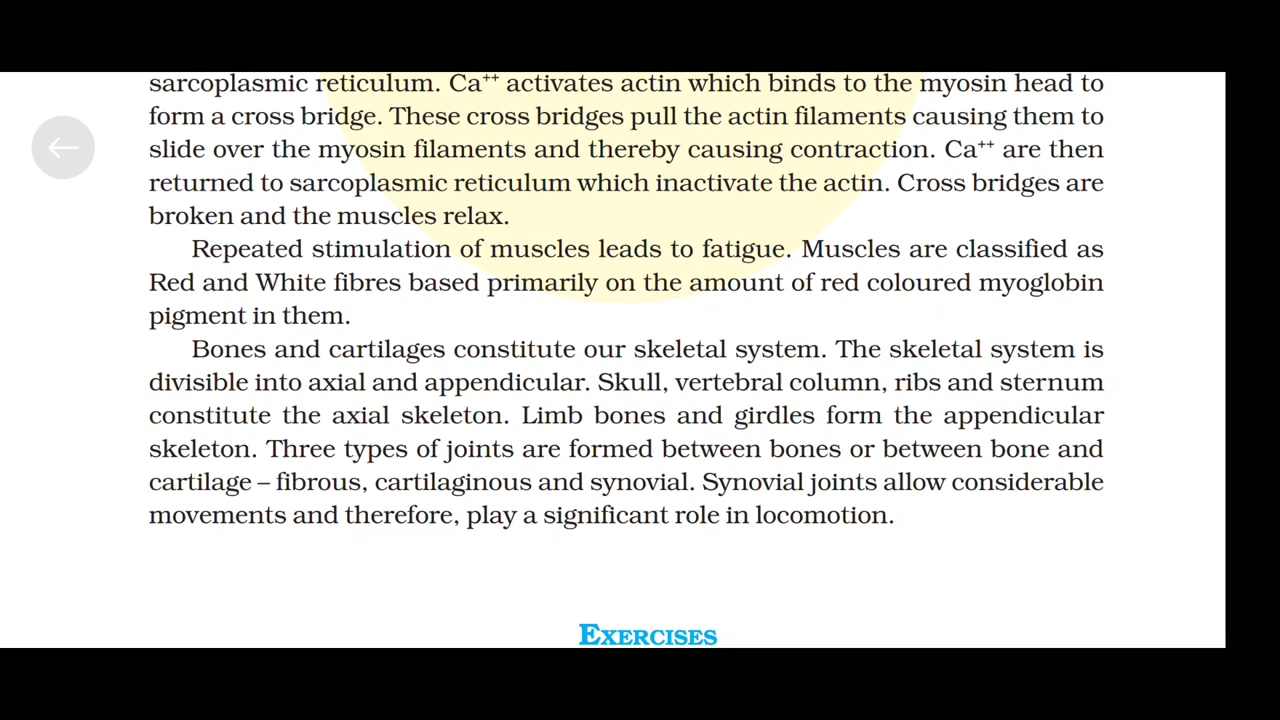 sarcoplasmic reticulum. Ca⁺⁺ activates actin which binds to the myosin head to
form a cross bridge. These cross bridges pull the actin filaments causing them to
slide over the myosin filaments and thereby causing contraction. Ca⁺⁺ are then
returned to sarcoplasmic reticulum which inactivate the actin. Cross bridges are
broken and the muscles relax.
Repeated stimulation of muscles leads to fatigue. Muscles are classified as
Red and White fibres based primarily on the amount of red coloured myoglobin
pigment in them.
Bones and cartilages constitute our skeletal system. The skeletal system is
divisible into axial and appendicular. Skull, vertebral column, ribs and sternum
constitute the axial skeleton. Limb bones and girdles form the appendicular
skeleton. Three types of joints are formed between bones or between bone and
cartilage – fibrous, cartilaginous and synovial. Synovial joints allow considerable
movements and therefore, play a significant role in locomotion.
EXERCISES